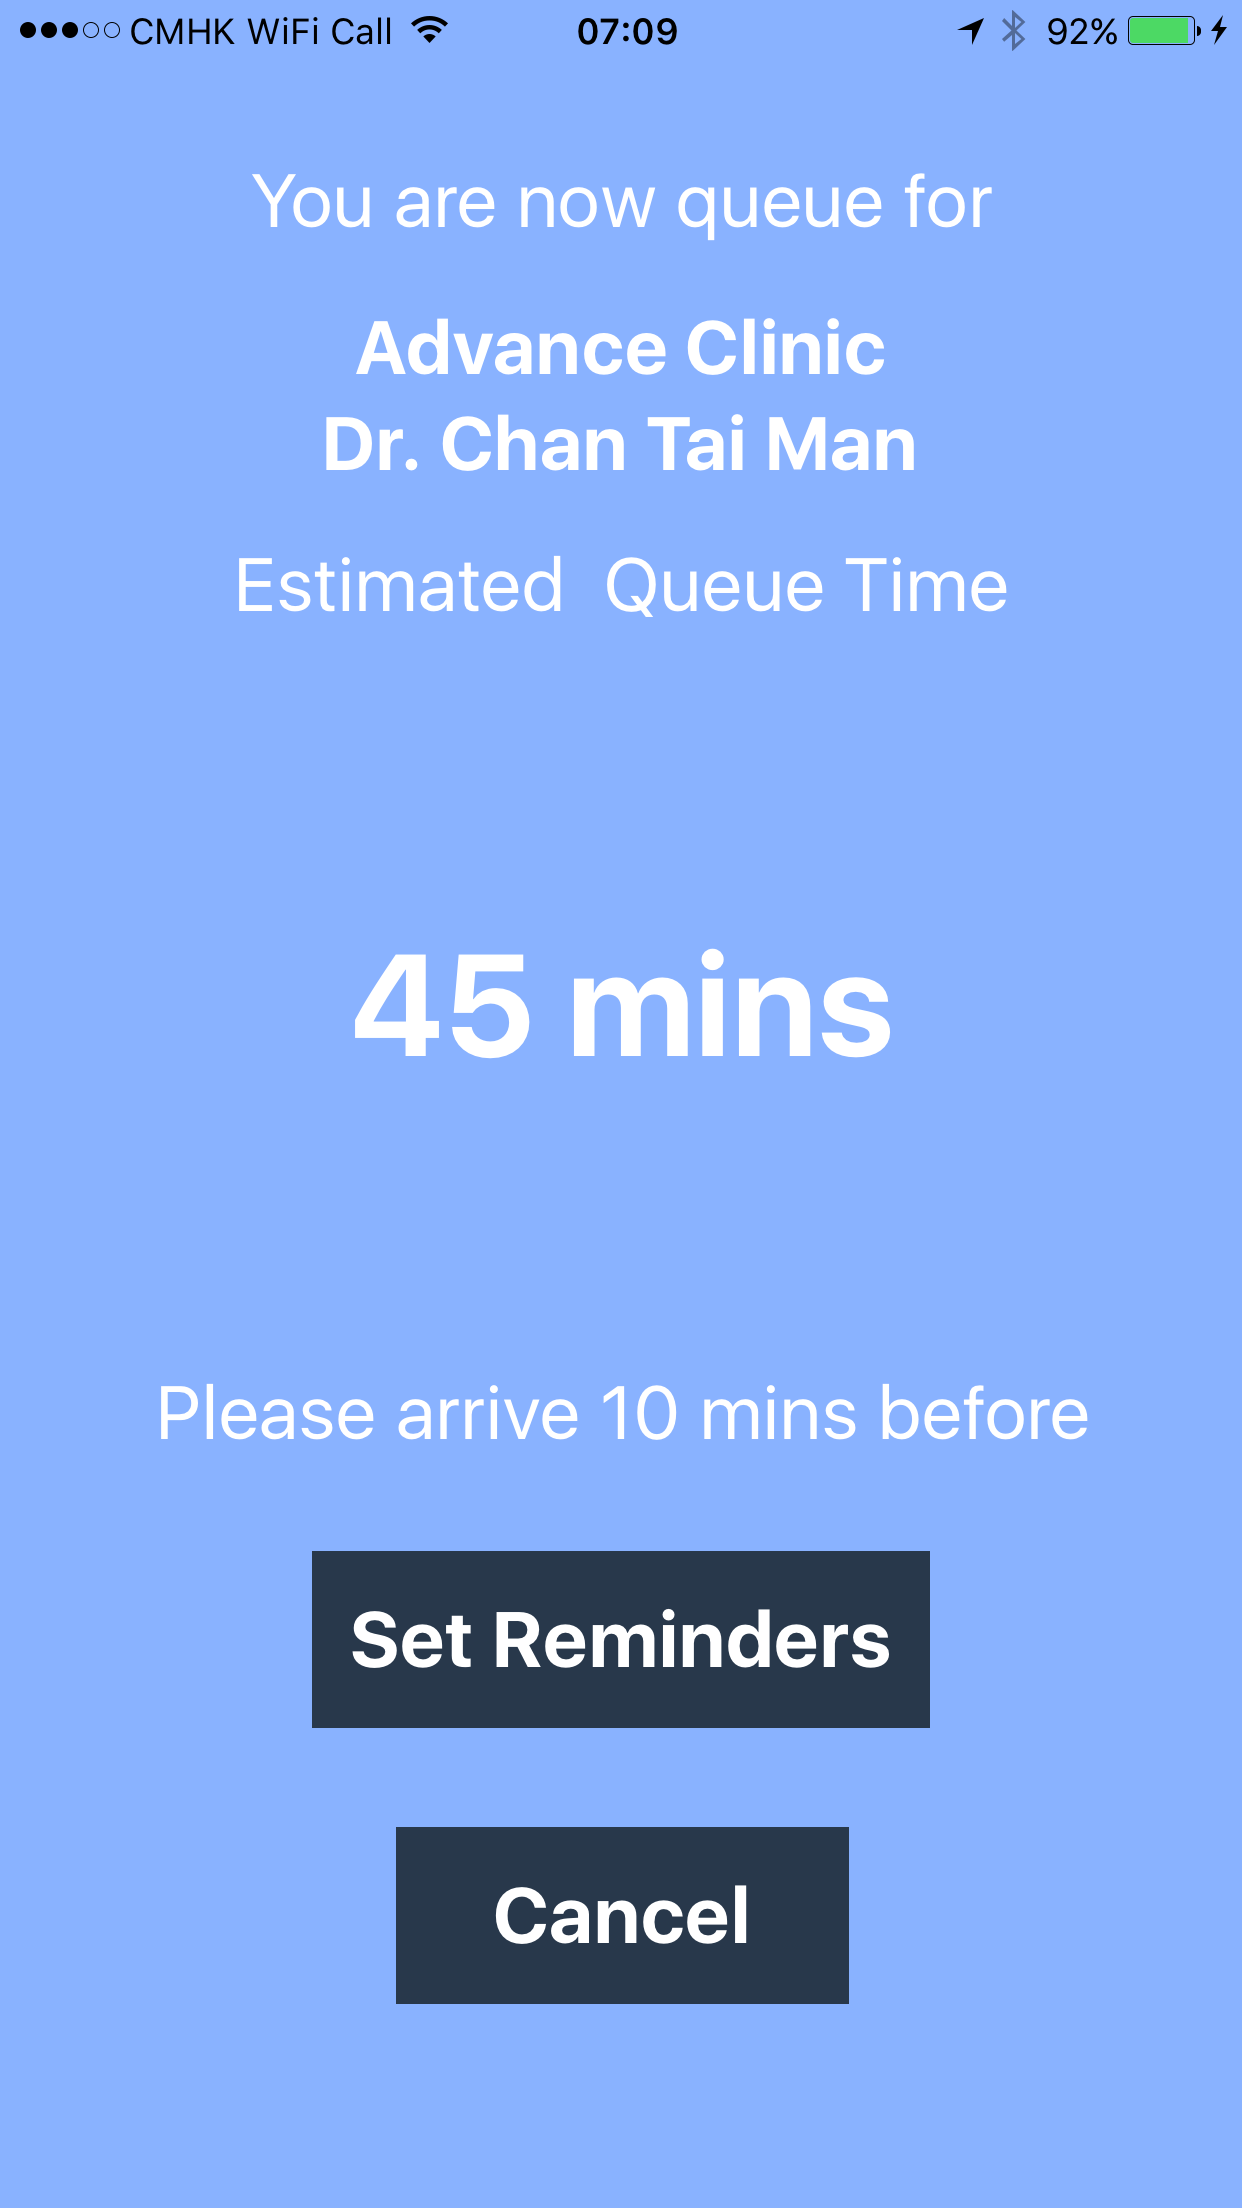 CMHK WiFi Call 07:09 92%
You are now queue for
Advance Clinic
Dr. Chan Tai Man
Estimated  Queue Time
45 mins
Please arrive 10 mins before
Set Reminders
Cancel